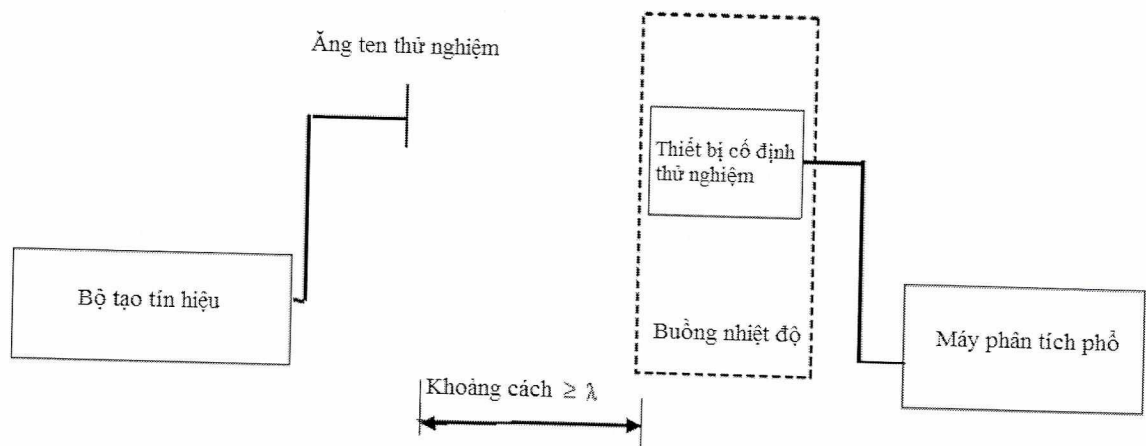 Ăng ten thử nghiệm
Thiết bị cố định
thử nghiệm
Bộ tạo tín hiệu
Buồng nhiệt độ
Máy phân tích phổ
Khoảng cách ≥ λ